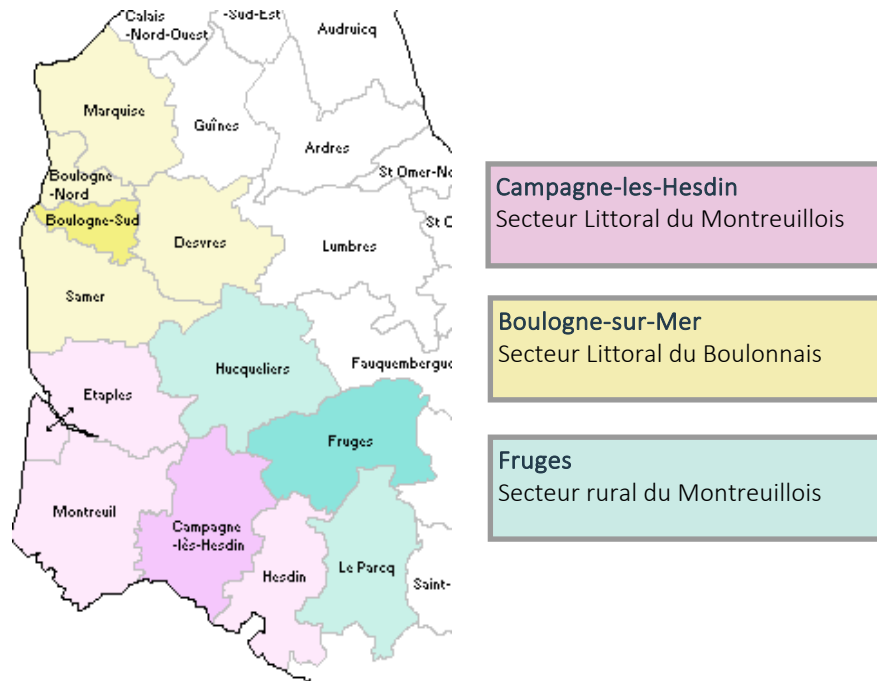 Calais
-Nord-Ouest
-Sud-Est
Audruicq
Marquise
Guînes
Ardres
St Omer-No
Boulogne
-Nord
Boulogne-Sud
St O
Desvres
Lumbres
Samer
Hucqueliers
Fauquembergue
Etaples
Fruges
Montreuil
Campagne
-lès-Hesdin
Hesdin
Le Parcq
Saint-
Campagne-les-Hesdin
Secteur Littoral du Montreuillois
Boulogne-sur-Mer
Secteur Littoral du Boulonnais
Fruges
Secteur rural du Montreuillois